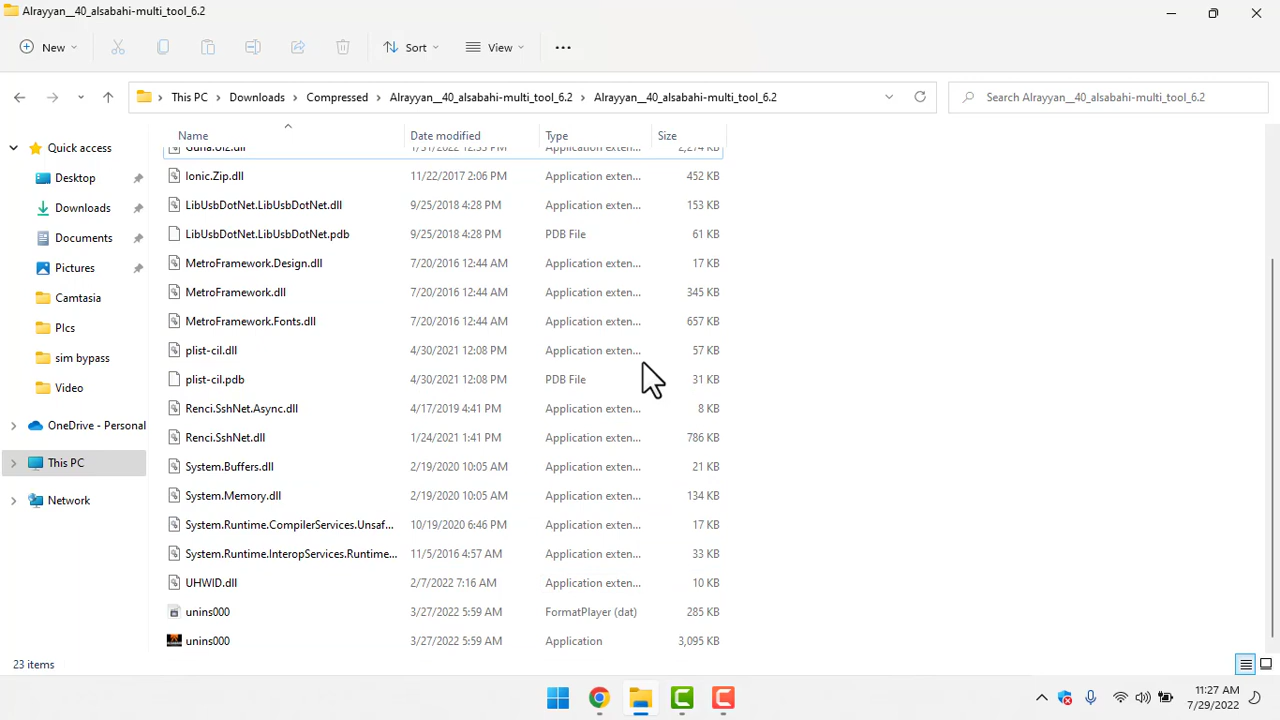 Alrayyan__40_alsabahi-multi_tool_6.2
New Sort View
This PC Downloads Compressed Alrayyan__40_alsabahi-multi_tool_6.2 Alrayyan__40_alsabahi-multi_tool_6.2 Search Alrayyan__40_alsabahi-multi_tool_6.2
Name Date modified Type Size
Quick access
Desktop
Downloads
Documents
Pictures
Camtasia
PIcs
sim bypass
Video
OneDrive - Personal
This PC
Network
Guna.UI2.dll 1/31/2022 12:33 PM Application exten... 2,274 KB
Ionic.Zip.dll 11/22/2017 2:06 PM Application exten... 452 KB
LibUsbDotNet.LibUsbDotNet.dll 9/25/2018 4:28 PM Application exten... 153 KB
LibUsbDotNet.LibUsbDotNet.pdb 9/25/2018 4:28 PM PDB File 61 KB
MetroFramework.Design.dll 7/20/2016 12:44 AM Application exten... 17 KB
MetroFramework.dll 7/20/2016 12:44 AM Application exten... 345 KB
MetroFramework.Fonts.dll 7/20/2016 12:44 AM Application exten... 657 KB
plist-cil.dll 4/30/2021 12:08 PM Application exten... 57 KB
plist-cil.pdb 4/30/2021 12:08 PM PDB File 31 KB
Renci.SshNet.Async.dll 4/17/2019 4:41 PM Application exten... 8 KB
Renci.SshNet.dll 1/24/2021 1:41 PM Application exten... 786 KB
System.Buffers.dll 2/19/2020 10:05 AM Application exten... 21 KB
System.Memory.dll 2/19/2020 10:05 AM Application exten... 134 KB
System.Runtime.CompilerServices.Unsaf... 10/19/2020 6:46 PM Application exten... 17 KB
System.Runtime.InteropServices.Runtime... 11/5/2016 4:57 AM Application exten... 33 KB
UHWID.dll 2/7/2022 7:16 AM Application exten... 10 KB
unins000 3/27/2022 5:59 AM FormatPlayer (dat) 285 KB
unins000 3/27/2022 5:59 AM Application 3,095 KB
23 items
11:27 AM
7/29/2022